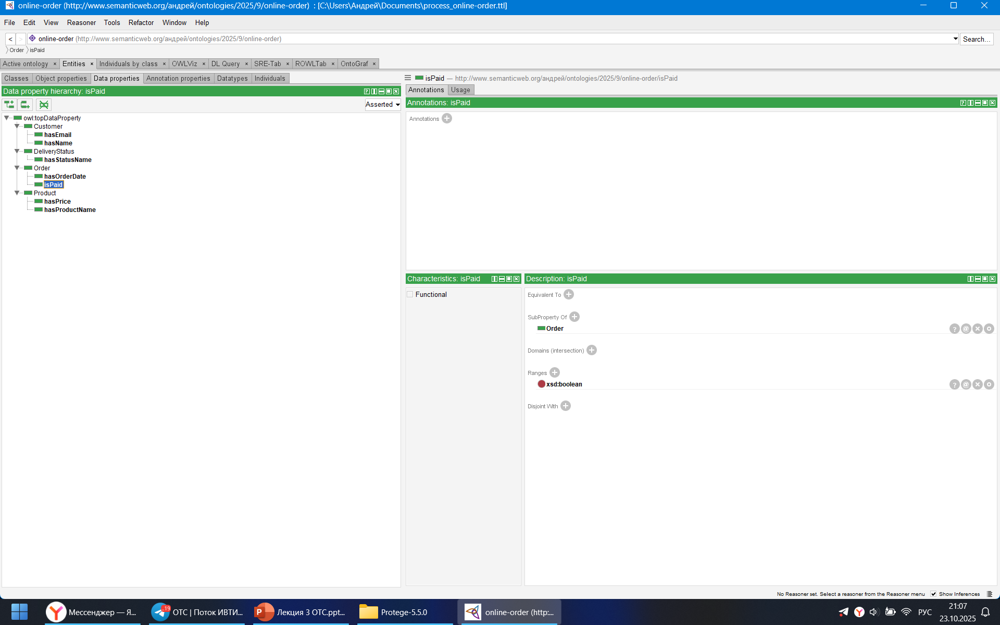 online-order (http://www.semanticweb.org/андрей/ontologies/2025/9/online-order)  : [C:\Users\Андрей\Documents\process_online-order.ttl]
File Edit View Reasoner Tools Refactor Window Help
< > online-order (http://www.semanticweb.org/андрей/ontologies/2025/9/online-order) Search...
Order isPaid
Active ontology × Entities × Individuals by class × OWLViz × DL Query × SRE-Tab × ROWLTab × OntoGraf ×
Classes Object properties Data properties Annotation properties Datatypes Individuals
Data property hierarchy: isPaid
Asserted
owl:topDataProperty
Customer
hasEmail
hasName
DeliveryStatus
hasStatusName
Order
hasOrderDate
isPaid
Product
hasPrice
hasProductName
isPaid — http://www.semanticweb.org/андрей/ontologies/2025/9/online-order/isPaid
Annotations Usage
Annotations: isPaid
Annotations
Characteristics: isPaid
Functional
Description: isPaid
Equivalent To
SubProperty Of
Order
Domains (intersection)
Ranges
xsd:boolean
Disjoint With
No Reasoner set. Select a reasoner from the Reasoner menu Show Inferences
Мессенджер — Я...
..19
ОТС | Поток ИВТИ...
Лекция 3 ОТС.ppt...
Protege-5.5.0
online-order (http:...
РУС
21:07
23.10.2025